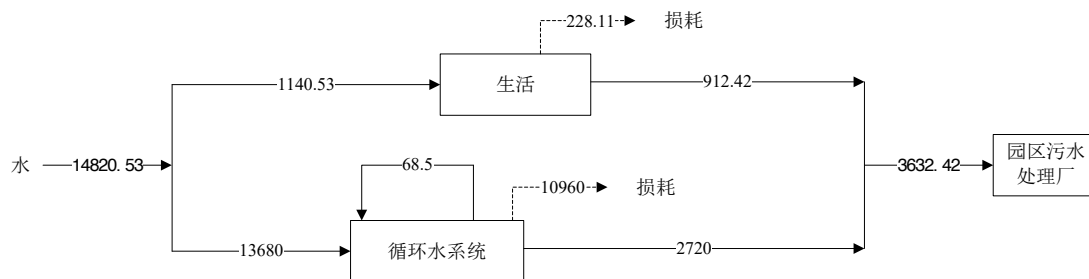 228.11 损耗
1140.53
生活
912.42
水
14820.53
68.5
10960 损耗
3632.42
园区污水
处理厂
13680
循环水系统
2720